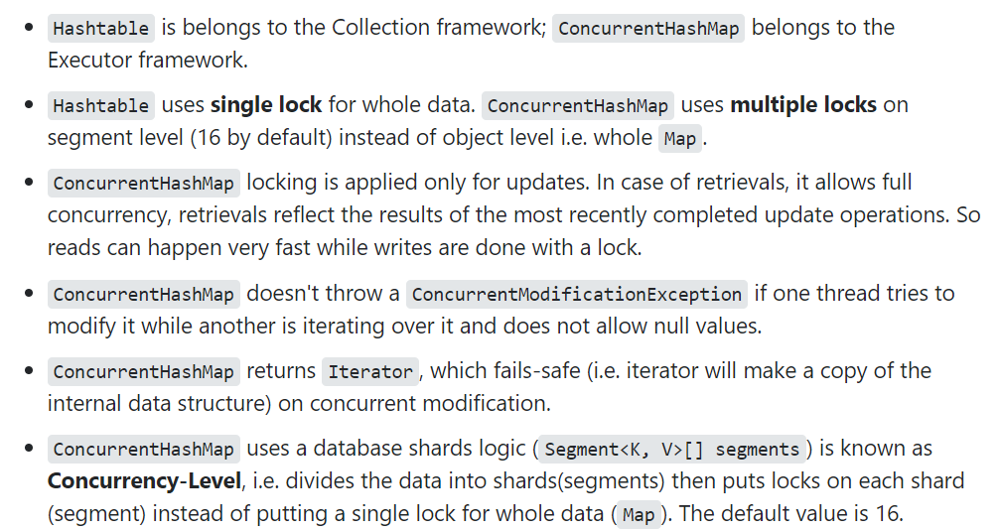 Hashtable is belongs to the Collection framework; ConcurrentHashMap belongs to the
Executor framework.
Hashtable uses single lock for whole data. ConcurrentHashMap uses multiple locks on
segment level (16 by default) instead of object level i.e. whole Map.
ConcurrentHashMap locking is applied only for updates. In case of retrievals, it allows full
concurrency, retrievals reflect the results of the most recently completed update operations. So
reads can happen very fast while writes are done with a lock.
ConcurrentHashMap doesn't throw a ConcurrentModificationException if one thread tries to
modify it while another is iterating over it and does not allow null values.
ConcurrentHashMap returns Iterator, which fails-safe (i.e. iterator will make a copy of the
internal data structure) on concurrent modification.
ConcurrentHashMap uses a database shards logic (Segment<K, V>[] segments) is known as
Concurrency-Level, i.e. divides the data into shards(segments) then puts locks on each shard
(segment) instead of putting a single lock for whole data (Map). The default value is 16.